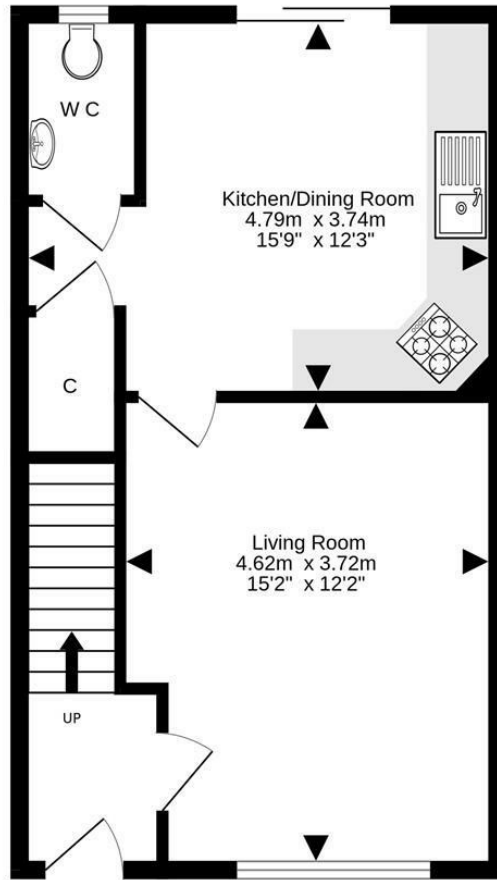 W C
Kitchen/Dining Room
4.79m x 3.74m
15'9" x 12'3"
C
Living Room
4.62m x 3.72m
15'2" x 12'2"
UP